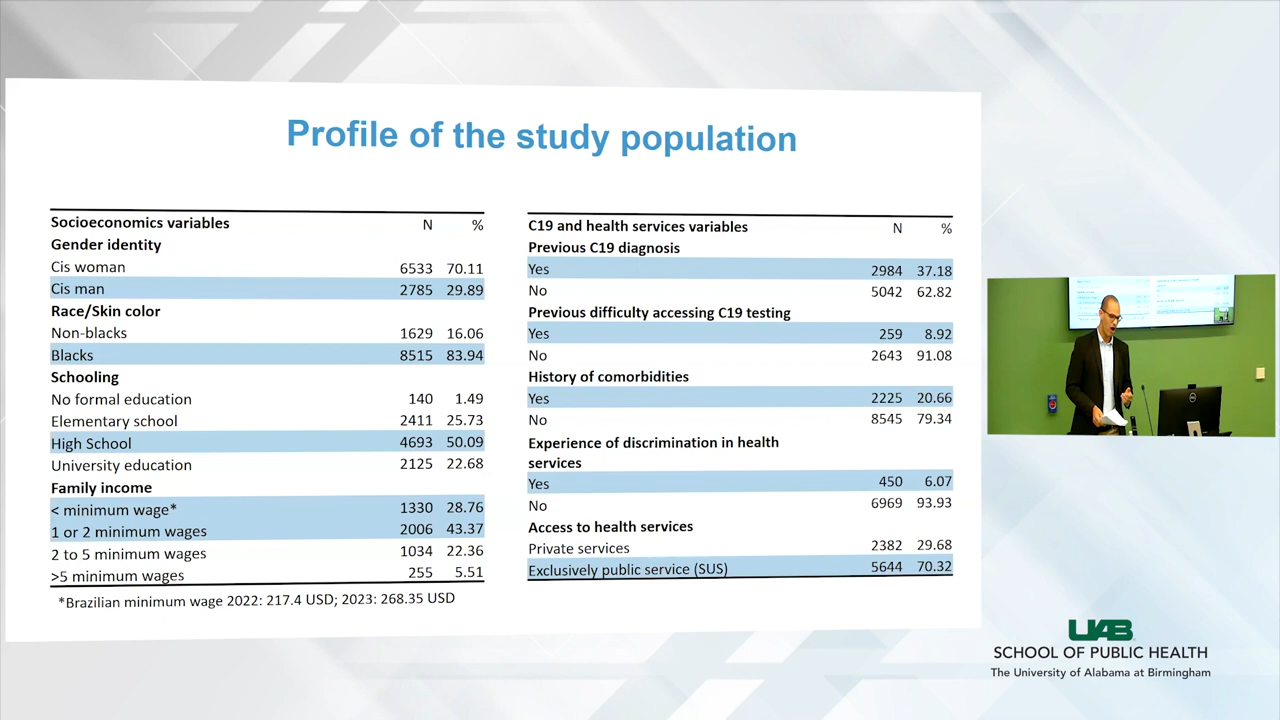 Profile of the study population
Socioeconomics variables N %
Gender identity
Cis woman 6533 70.11
Cis man 2785 29.89
Race/Skin color
Non-blacks 1629 16.06
Blacks 8515 83.94
Schooling
No formal education 140 1.49
Elementary school 2411 25.73
High School 4693 50.09
University education 2125 22.68
Family income
< minimum wage* 1330 28.76
1 or 2 minimum wages 2006 43.37
2 to 5 minimum wages 1034 22.36
>5 minimum wages 255 5.51
*Brazilian minimum wage 2022: 217.4 USD; 2023: 268.35 USD
C19 and health services variables N %
Previous C19 diagnosis
Yes 2984 37.18
No 5042 62.82
Previous difficulty accessing C19 testing
Yes 259 8.92
No 2643 91.08
History of comorbidities
Yes 2225 20.66
No 8545 79.34
Experience of discrimination in health
services
Yes 450 6.07
No 6969 93.93
Access to health services
Private services 2382 29.68
Exclusively public service (SUS) 5644 70.32
UAB
SCHOOL OF PUBLIC HEALTH
The University of Alabama at Birmingham